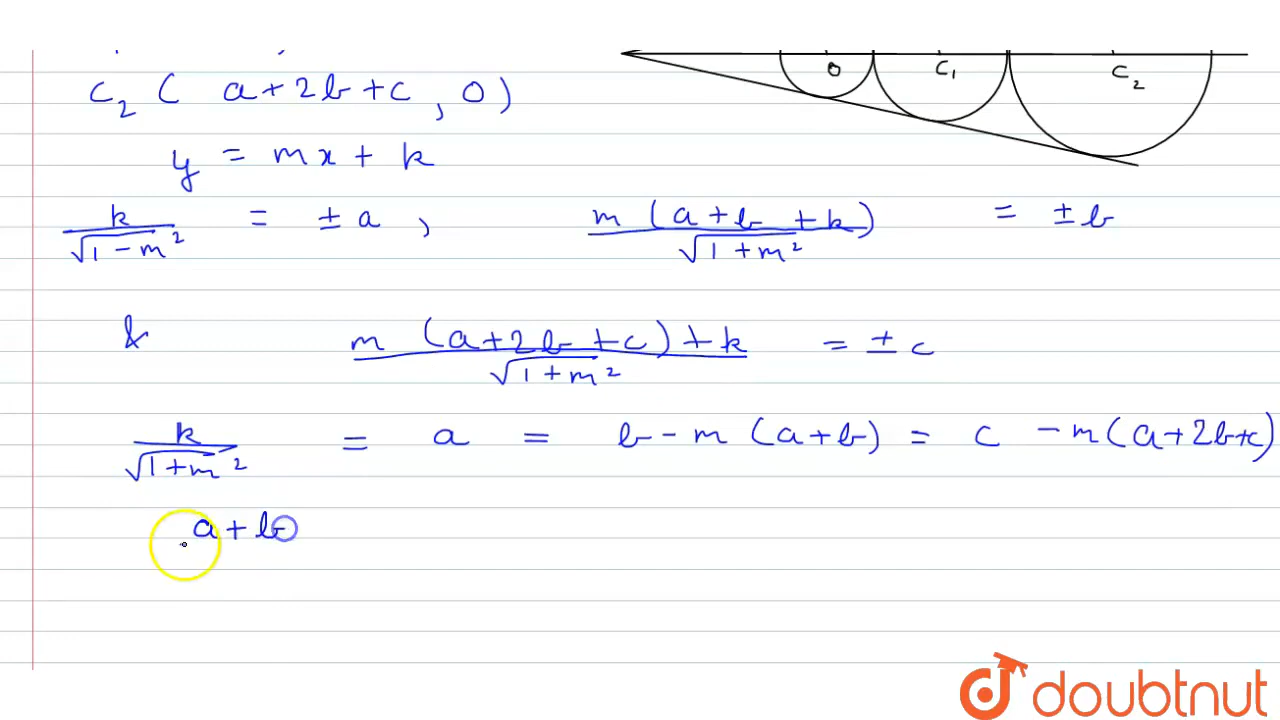 O C₁ C₂
C₂ ( a+2b+c, 0)
y = mx + k
k/√1-m² = ± a , m (a+b+k)/√1+m² = ± b
& m (a+2b+c)+k/√1+m² = ± c
k/√1+m² = a = b-m (a+b) = c -m(a+2b+c)
a+b
doubtnut